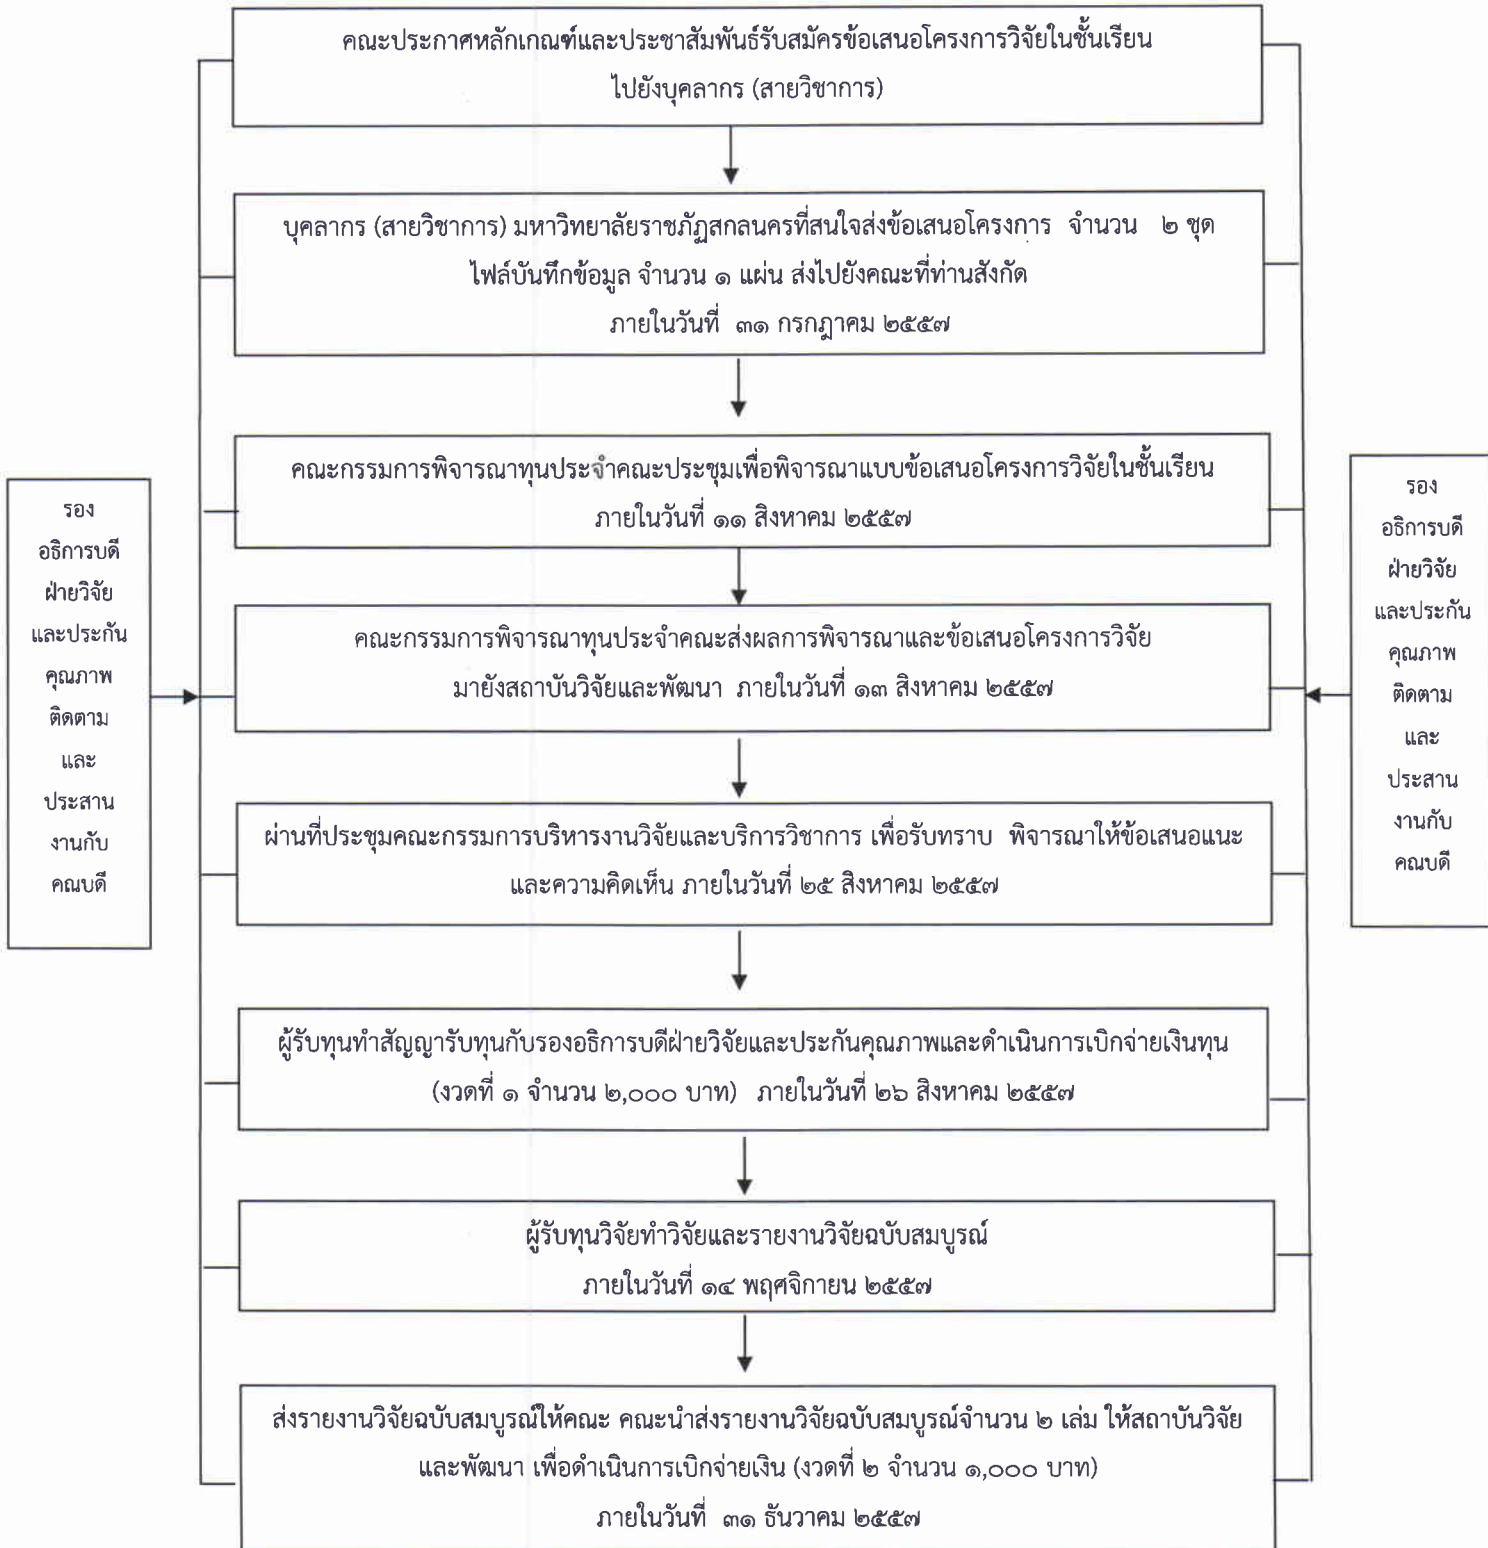 คณะประกาศหลักเกณฑ์และประชาสัมพันธ์รับสมัครข้อเสนอโครงการวิจัยในชั้นเรียน
ไปยังบุคลากร (สายวิชาการ)
บุคลากร (สายวิชาการ) มหาวิทยาลัยราชภัฏสกลนครที่สนใจส่งข้อเสนอโครงการ จำนวน ๒ ชุด
ไฟล์บันทึกข้อมูล จำนวน ๑ แผ่น ส่งไปยังคณะที่ท่านสังกัด
ภายในวันที่ ๓๑ กรกฎาคม ๒๕๕๗
คณะกรรมการพิจารณาทุนประจำคณะประชุมเพื่อพิจารณาแบบข้อเสนอโครงการวิจัยในชั้นเรียน
ภายในวันที่ ๑๑ สิงหาคม ๒๕๕๗
คณะกรรมการพิจารณาทุนประจำคณะส่งผลการพิจารณาและข้อเสนอโครงการวิจัย
มายังสถาบันวิจัยและพัฒนา ภายในวันที่ ๑๓ สิงหาคม ๒๕๕๗
ผ่านที่ประชุมคณะกรรมการบริหารงานวิจัยและบริการวิชาการ เพื่อรับทราบ พิจารณาให้ข้อเสนอแนะ
และความคิดเห็น ภายในวันที่ ๒๕ สิงหาคม ๒๕๕๗
ผู้รับทุนทำสัญญารับทุนกับรองอธิการบดีฝ่ายวิจัยและประกันคุณภาพและดำเนินการเบิกจ่ายเงินทุน
(งวดที่ ๑ จำนวน ๒,๐๐๐ บาท) ภายในวันที่ ๒๖ สิงหาคม ๒๕๕๗
ผู้รับทุนวิจัยทำวิจัยและรายงานวิจัยฉบับสมบูรณ์
ภายในวันที่ ๑๔ พฤศจิกายน ๒๕๕๗
ส่งรายงานวิจัยฉบับสมบูรณ์ให้คณะ คณะนำส่งรายงานวิจัยฉบับสมบูรณ์จำนวน ๒ เล่ม ให้สถาบันวิจัย
และพัฒนา เพื่อดำเนินการเบิกจ่ายเงิน (งวดที่ ๒ จำนวน ๑,๐๐๐ บาท)
ภายในวันที่ ๓๑ ธันวาคม ๒๕๕๗
รอง
อธิการบดี
ฝ่ายวิจัย
และประกัน
คุณภาพ
ติดตาม
และ
ประสาน
งานกับ
คณบดี
รอง
อธิการบดี
ฝ่ายวิจัย
และประกัน
คุณภาพ
ติดตาม
และ
ประสาน
งานกับ
คณบดี